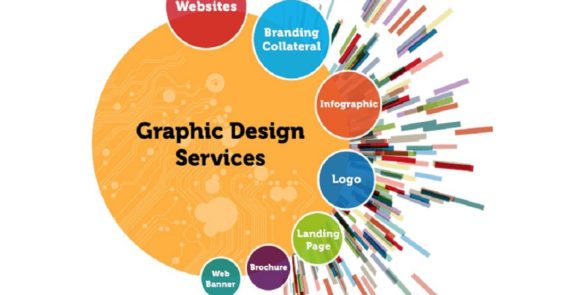 Websites
Branding
Collateral
Infographic
Graphic Design
Services
Logo
Landing
Page
Brochure
Web
Banner